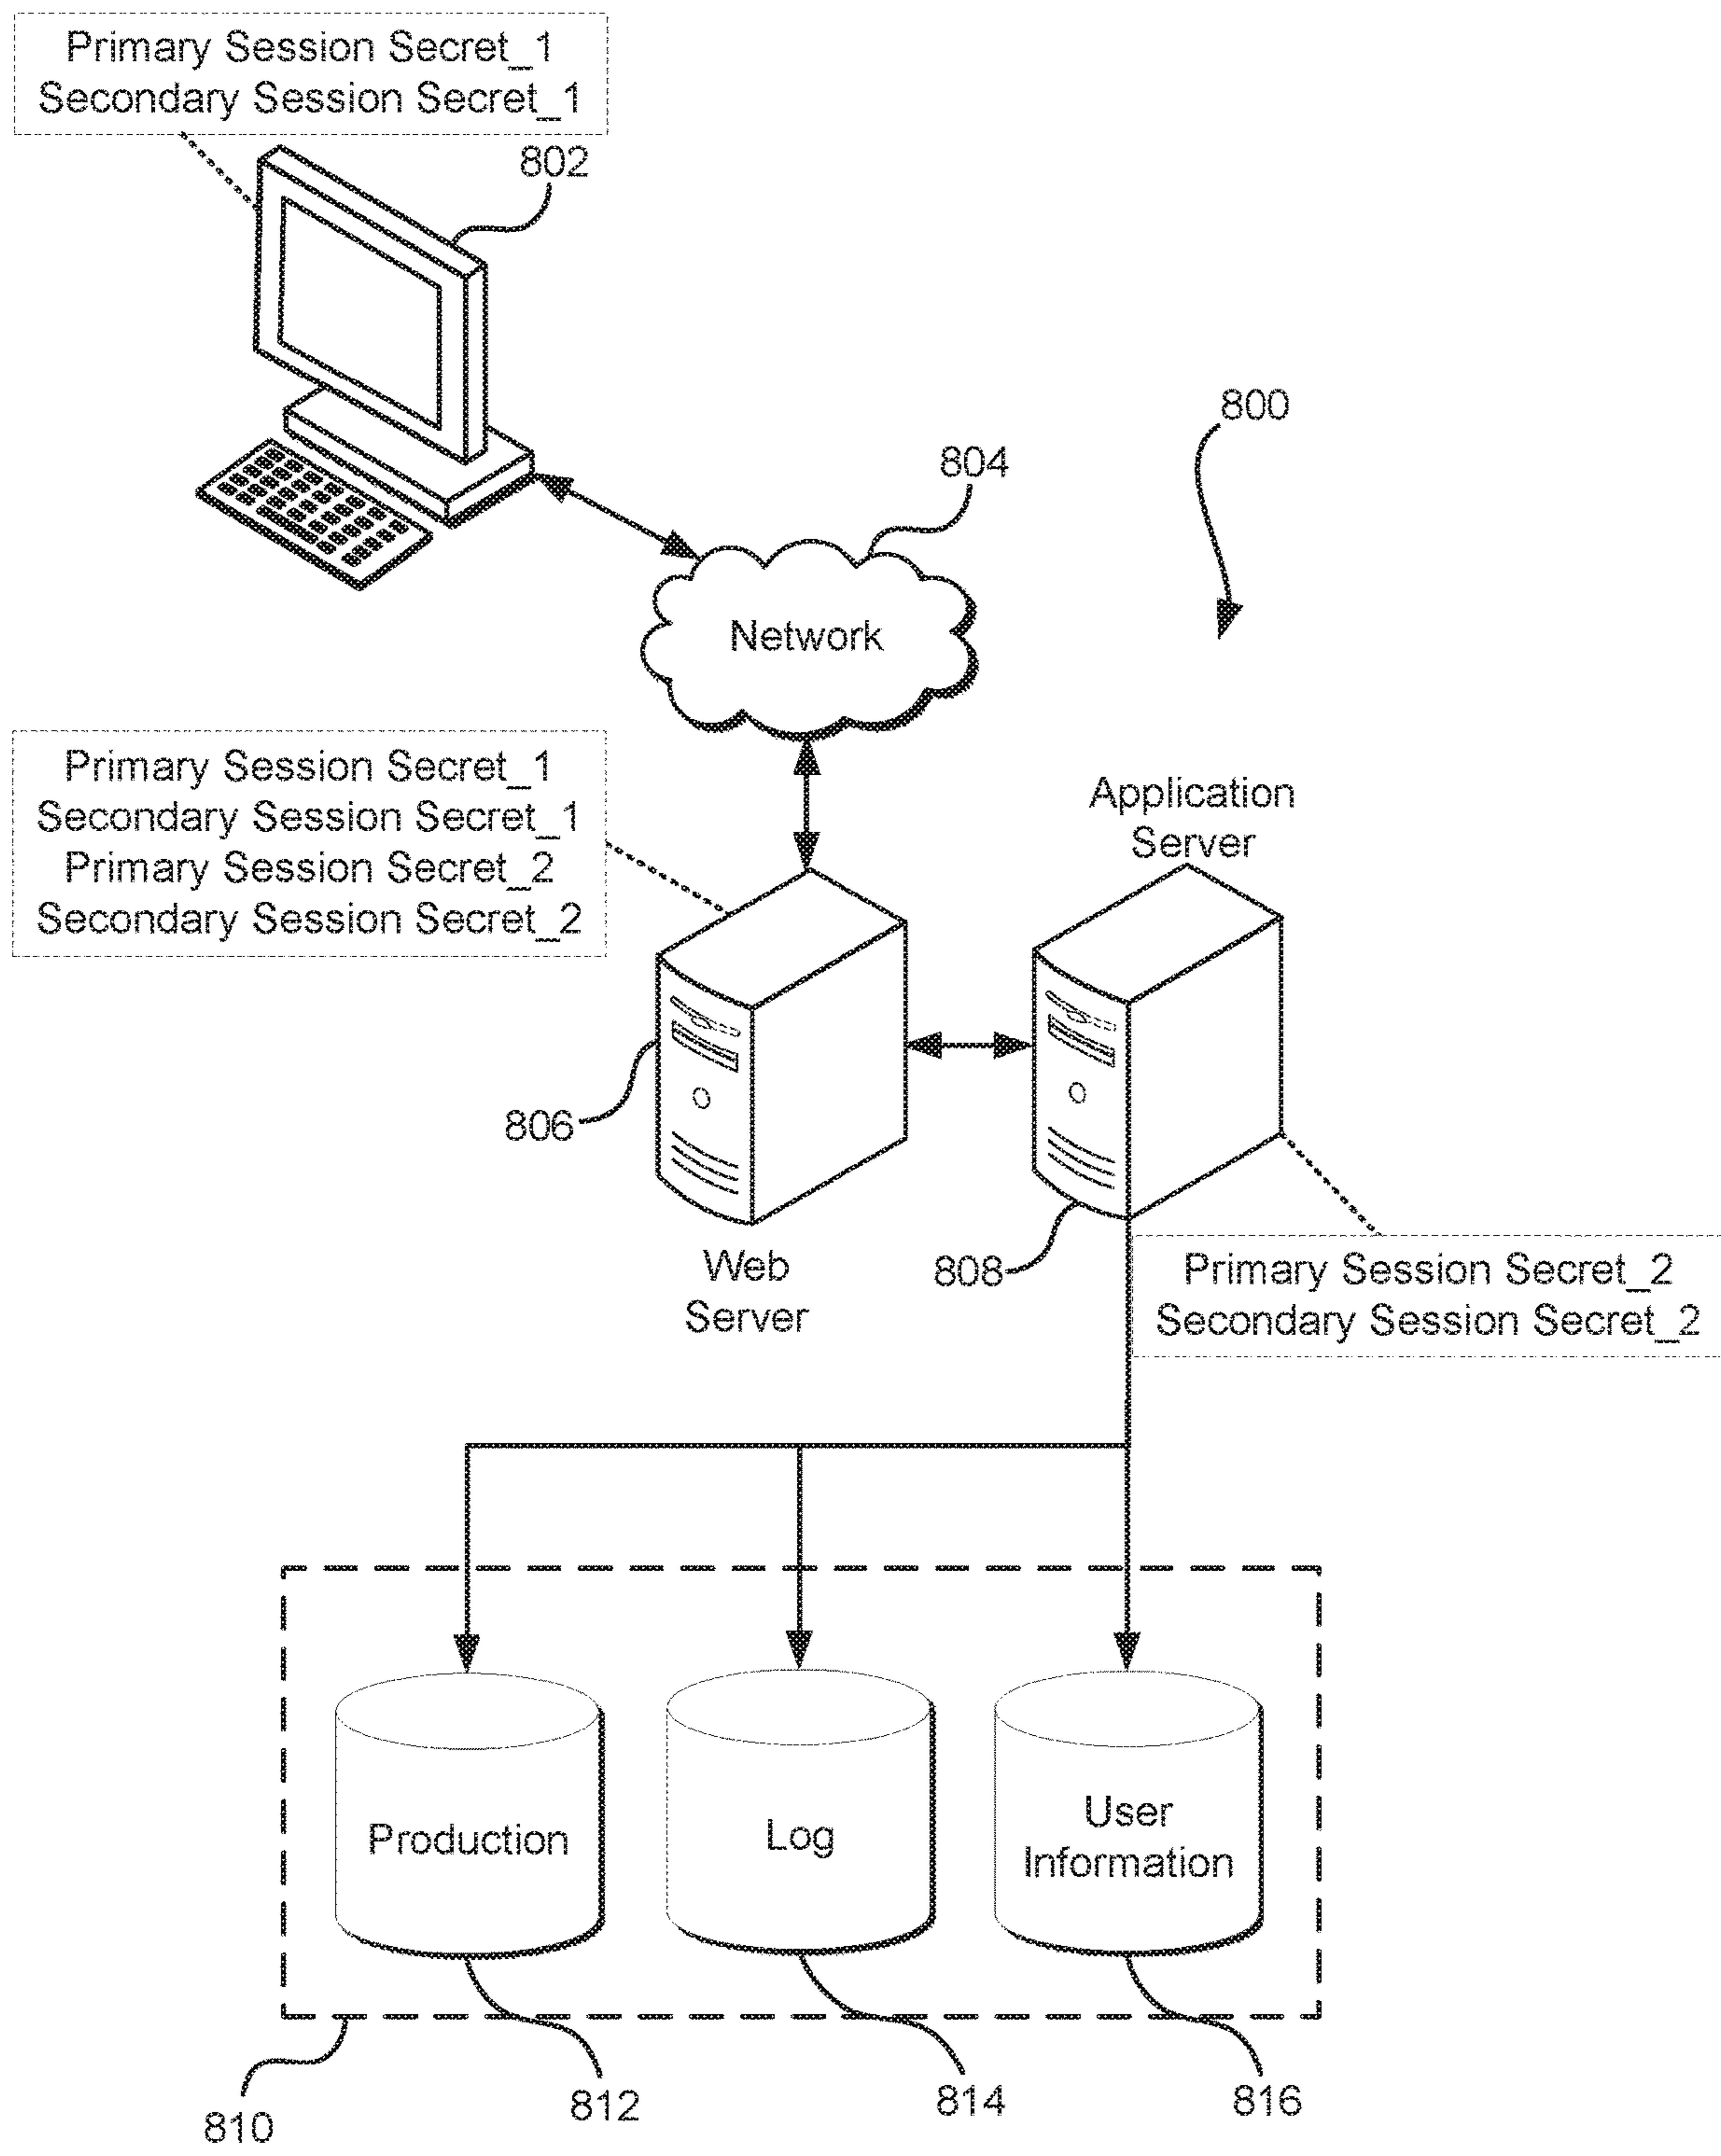 Primary Session Secret_1
Secondary Session Secret_1
802
800
804
Network
Primary Session Secret_1
Secondary Session Secret_1
Primary Session Secret_2
Secondary Session Secret_2
Application
Server
806
Web
Server
808
Primary Session Secret_2
Secondary Session Secret_2
Production
Log
User
Information
810
812
814
816